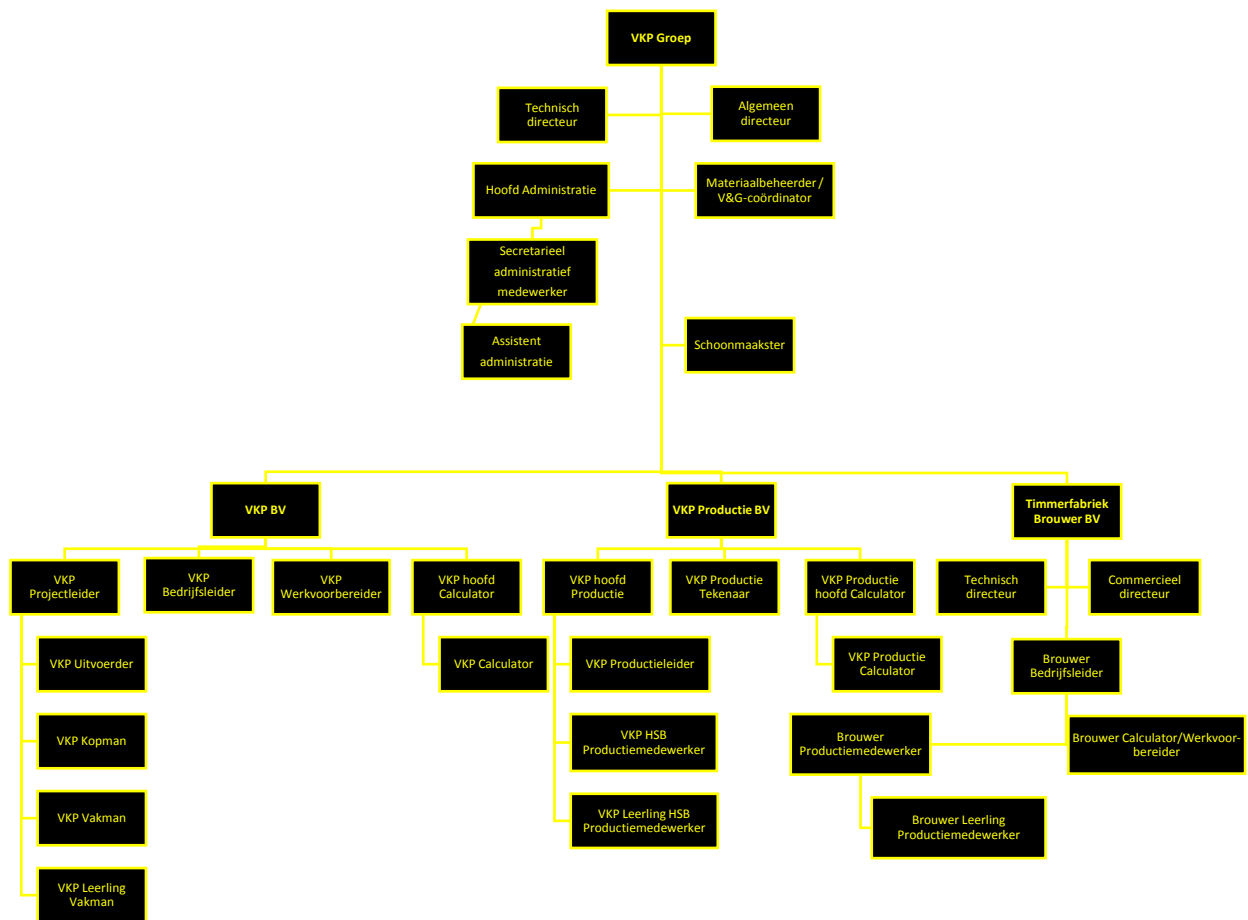 VKP Groep
Technisch
directeur
Algemeen
directeur
Hoofd Administratie
Materiaalbeheerder /
V&G-coördinator
Secretarieel
administratief
medewerker
Assistent
administratie
Schoonmaakster
VKP BV
VKP Productie BV
Timmerfabriek
Brouwer BV
VKP
Projectleider
VKP
Bedrijfsleider
VKP
Werkvoorbereider
VKP hoofd
Calculator
VKP hoofd
Productie
VKP Productie
Tekenaar
VKP Productie
hoofd Calculator
Technisch
directeur
Commercieel
directeur
VKP Uitvoerder
VKP Calculator
VKP Productieleider
VKP Productie
Calculator
Brouwer
Bedrijfsleider
VKP Kopman
VKP HSB
Productiemedewerker
Brouwer
Productiemedewerker
Brouwer Calculator/Werkvoor-
bereider
VKP Vakman
VKP Leerling HSB
Productiemedewerker
Brouwer Leerling
Productiemedewerker
VKP Leerling
Vakman